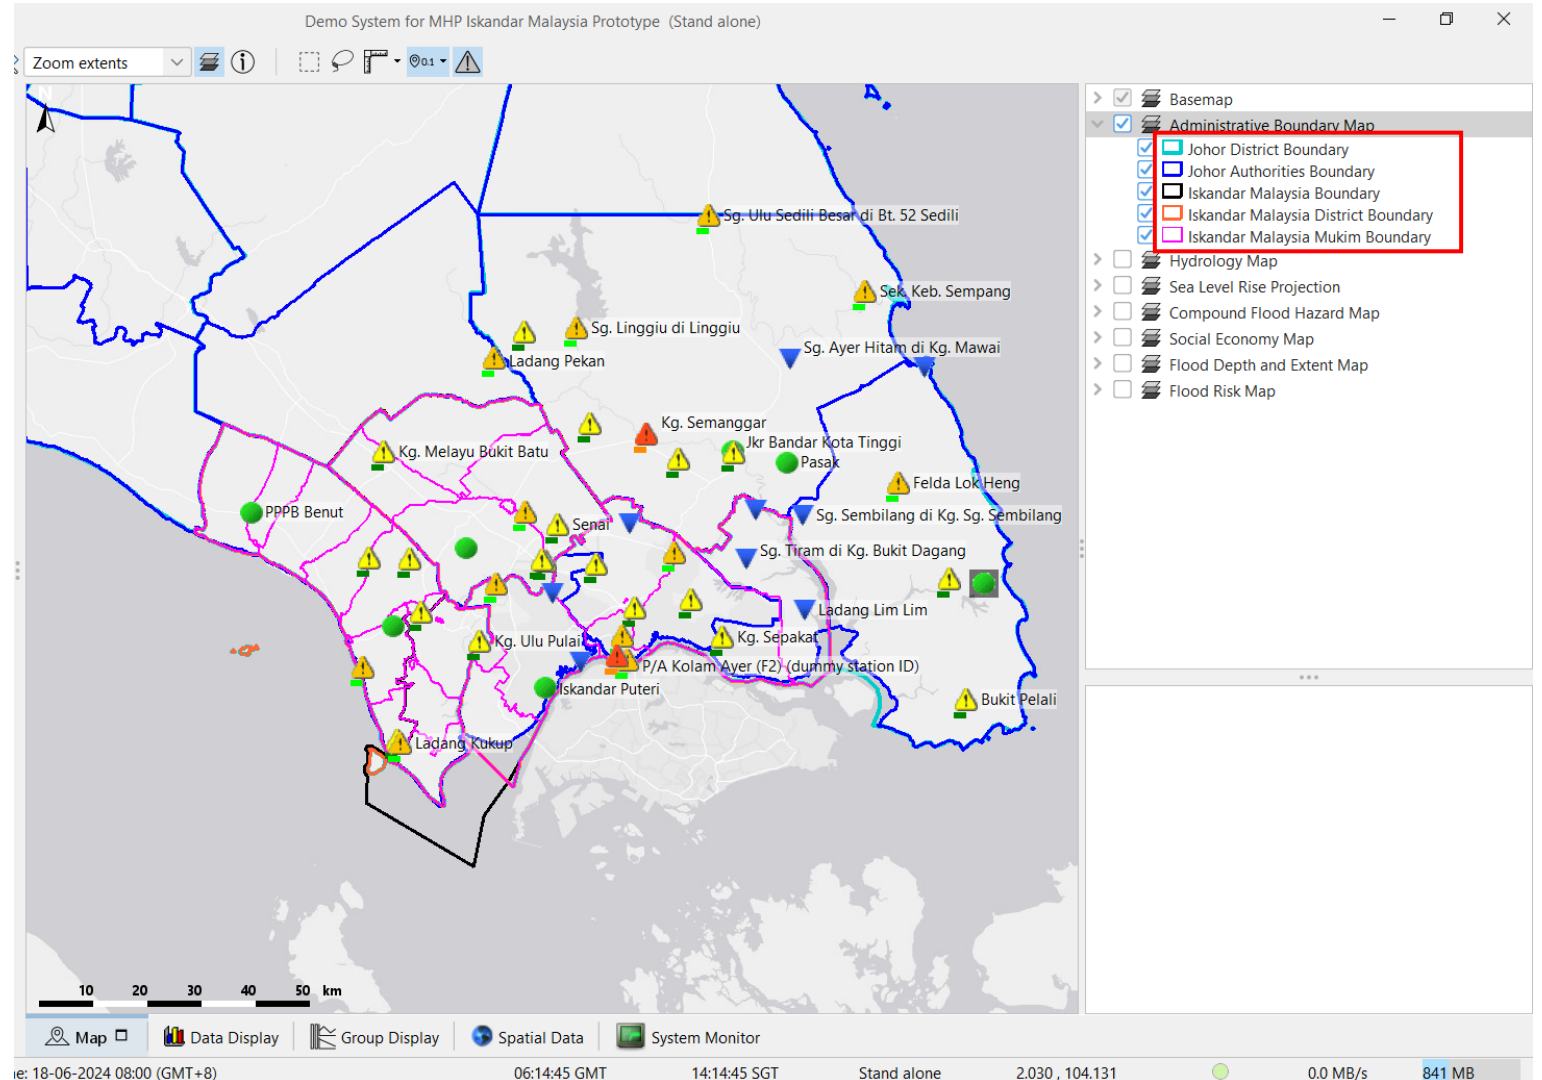 Demo System for MHP Iskandar Malaysia Prototype (Stand alone)
Zoom extents
0.1
N
Sg. Ulu Sedili Besar di Bt. 52 Sedili
Sek. Keb. Sempang
Sg. Linggiu di Linggiu
Sg. Ayer Hitam di Kg. Mawai
Ladang Pekan
Kg. Semanggar
Jkr Bandar Kota Tinggi
Kg. Melayu Bukit Batu
Pasak
Felda Lok Heng
PPPB Benut
Senai
Sg. Sembilang di Kg. Sg. Sembilang
Sg. Tiram di Kg. Bukit Dagang
Ladang Lim Lim
Kg. Ulu Pulai
Kg. Sepakat
P/A Kolam Ayer (F2) (dummy station ID)
Iskandar Puteri
Bukit Pelali
Ladang Kukup
10 20 30 40 50 km
Basemap
Administrative Boundary Map
Johor District Boundary
Johor Authorities Boundary
Iskandar Malaysia Boundary
Iskandar Malaysia District Boundary
Iskandar Malaysia Mukim Boundary
Hydrology Map
Sea Level Rise Projection
Compound Flood Hazard Map
Social Economy Map
Flood Depth and Extent Map
Flood Risk Map
Map Data Display Group Display Spatial Data System Monitor
e: 18-06-2024 08:00 (GMT+8) 06:14:45 GMT 14:14:45 SGT Stand alone 2.030 , 104.131 0.0 MB/s 841 MB